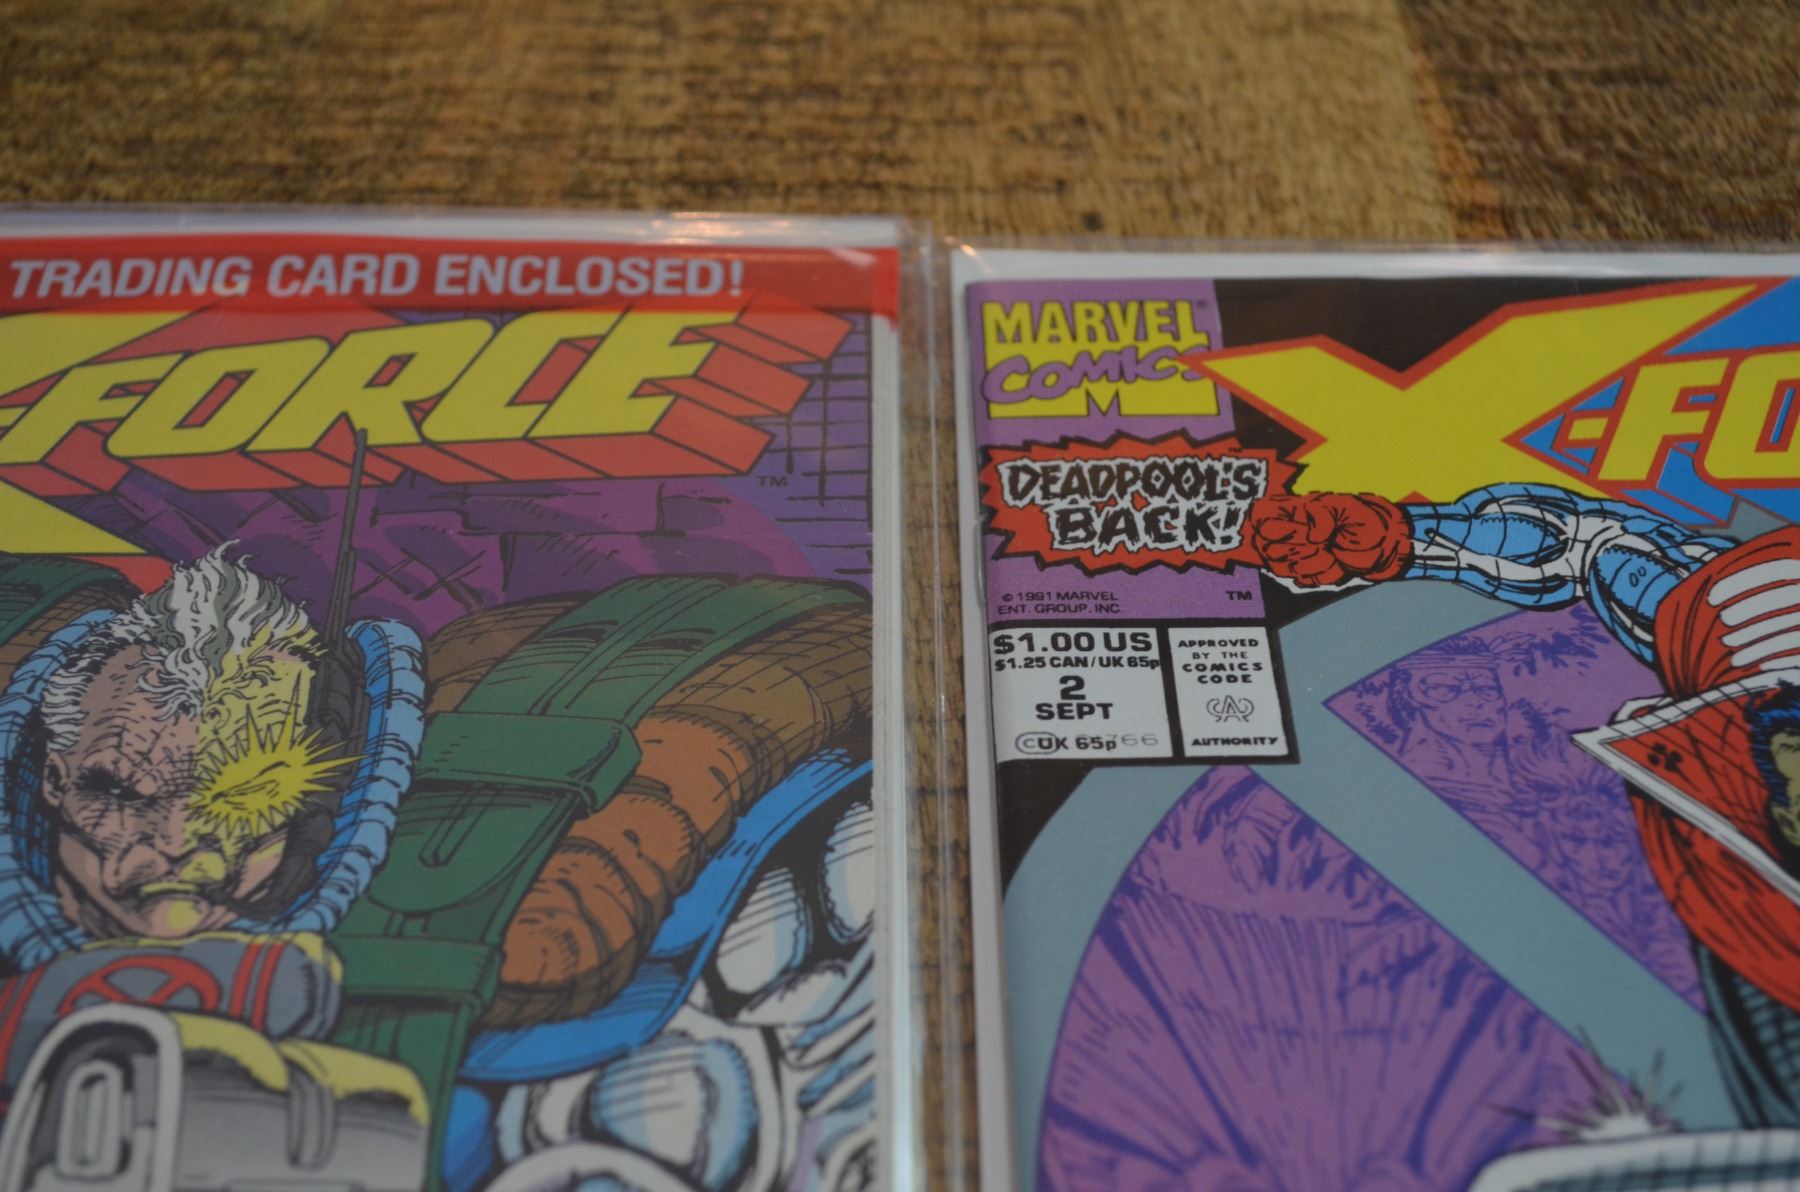 TRADING CARD ENCLOSED!
-FORCE
TM
MARVEL®
COMICS
X-FO
DEADPOOL'S
BACK!
TM
© 1991 MARVEL
ENT. GROUP, INC.
TM
$1.00 US
$1.25 CAN/UK 65p
2
SEPT
UK 65p
APPROVED
BY THE
COMICS
CODE
AUTHORITY